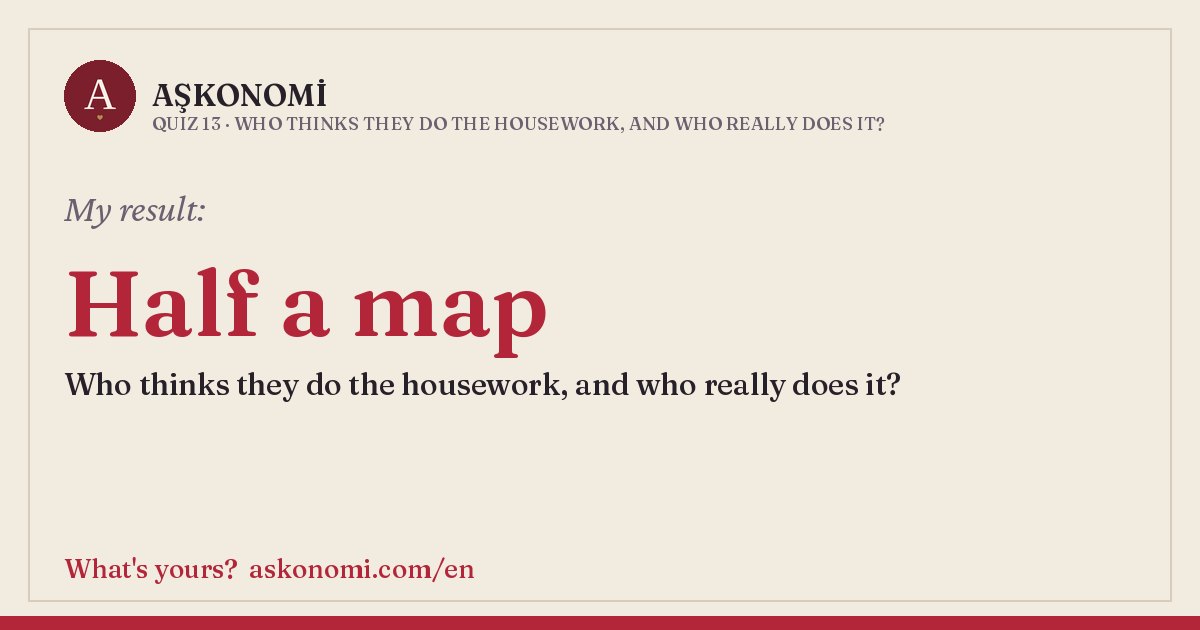 A
AŞKONOMİ
QUIZ 13 · WHO THINKS THEY DO THE HOUSEWORK, AND WHO REALLY DOES IT?
My result:
Half a map
Who thinks they do the housework, and who really does it?
What's yours? askonomi.com/en